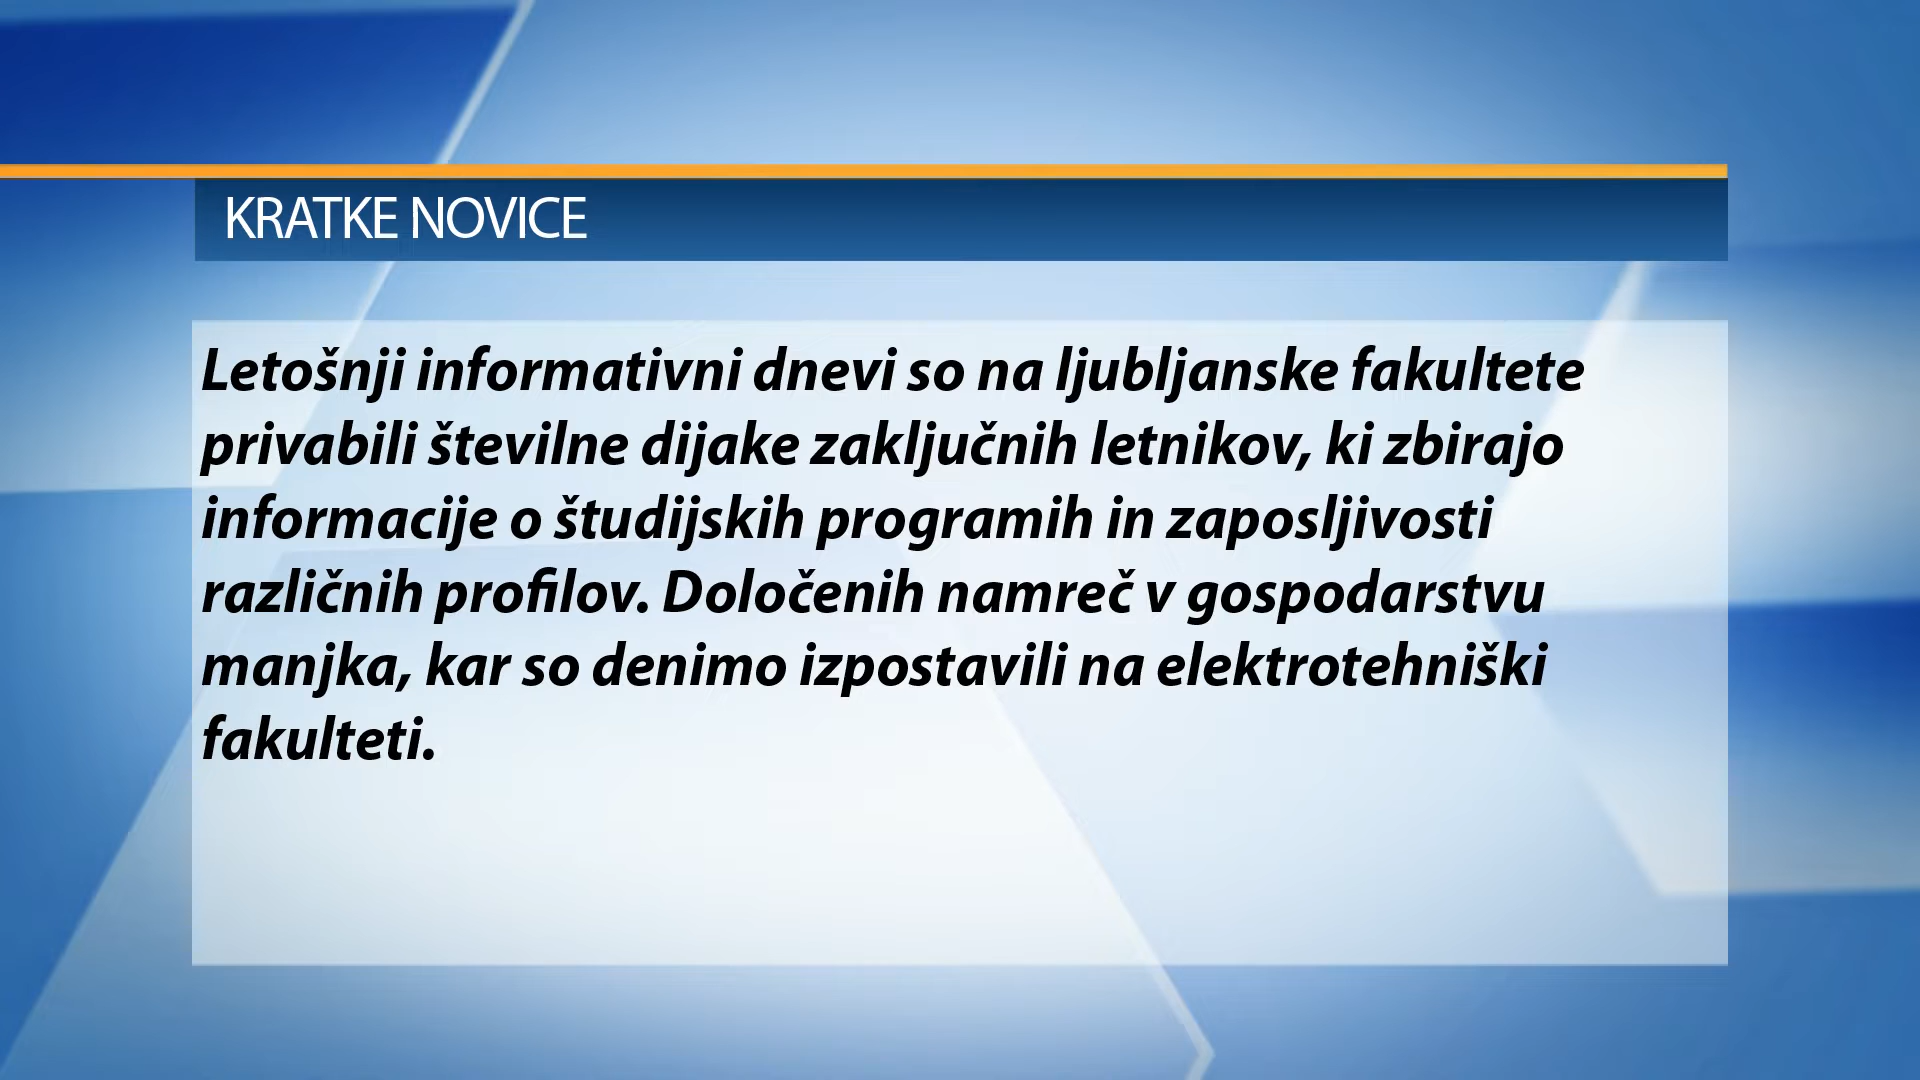 KRATKE NOVICE
Letošnji informativni dnevi so na ljubljanske fakultete
privabili številne dijake zaključnih letnikov, ki zbirajo
informacije o študijskih programih in zaposljivosti
različnih profilov. Določenih namreč v gospodarstvu
manjka, kar so denimo izpostavili na elektrotehniški
fakulteti.